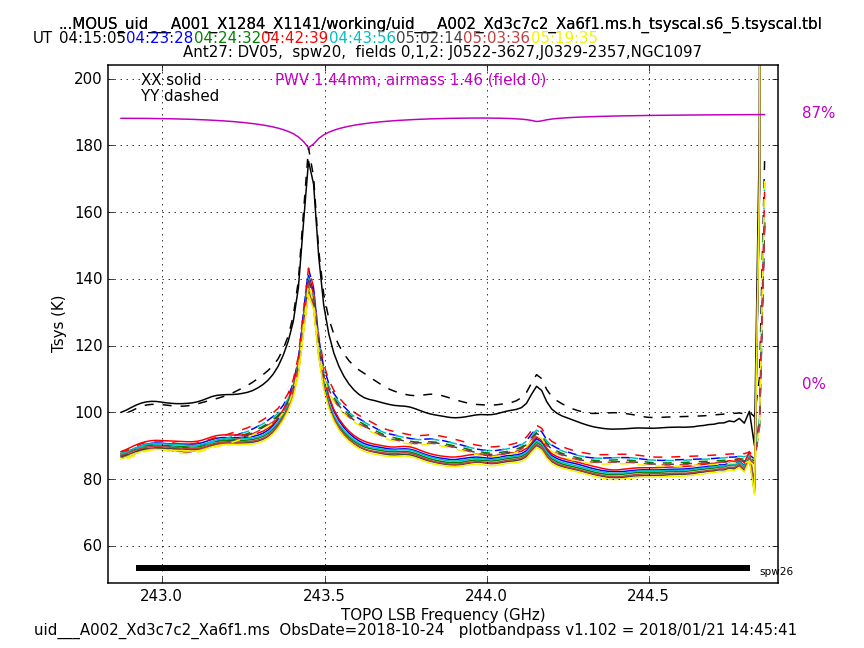 ...MOUS_uid___A001_X1284_X1141/working/uid___A002_Xd3c7c2_Xa6f1.ms.h_tsyscal.s6_5.tsyscal.tbl
UT 04:15:05 04:23:28 04:24:32 04:42:39 04:43:56 05:02:14 05:03:36 05:19:35
Ant27: DV05, spw20, fields 0,1,2: J0522-3627,J0329-2357,NGC1097
XX solid
PWV 1.44mm, airmass 1.46 (field 0)
YY dashed
87%
0%
200
180
160
140
120
100
80
60
Tsys (K)
spw26
243.0 243.5 244.0 244.5
TOPO LSB Frequency (GHz)
uid___A002_Xd3c7c2_Xa6f1.ms ObsDate=2018-10-24 plotbandpass v1.102 = 2018/01/21 14:45:41